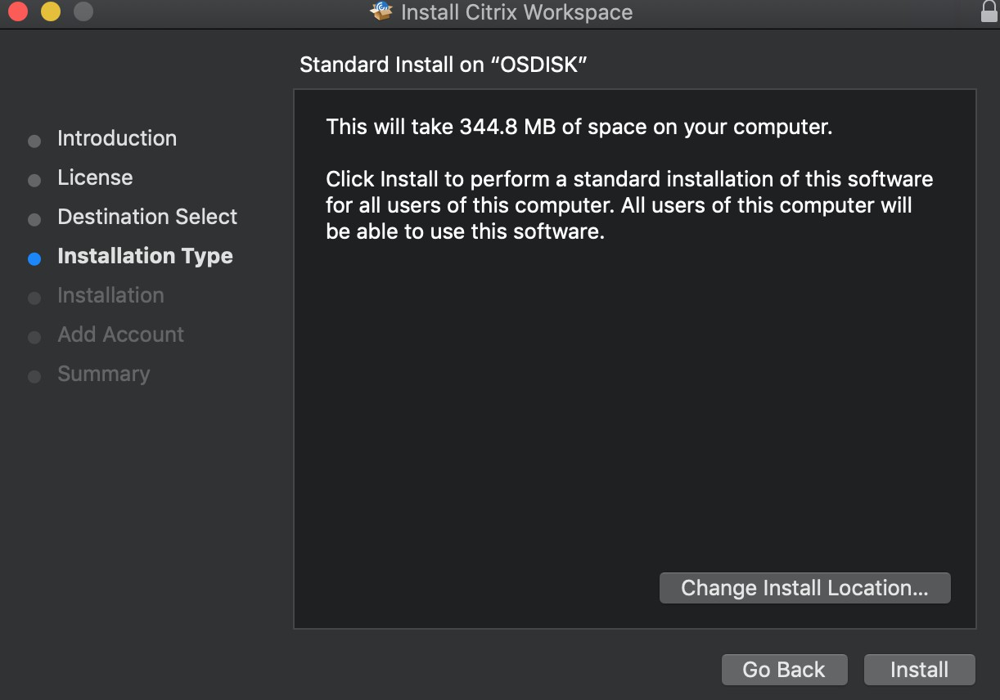 Install Citrix Workspace
Standard Install on “OSDISK”
Introduction
License
Destination Select
Installation Type
Installation
Add Account
Summary
This will take 344.8 MB of space on your computer.
Click Install to perform a standard installation of this software
for all users of this computer. All users of this computer will
be able to use this software.
Change Install Location...
Go Back
Install